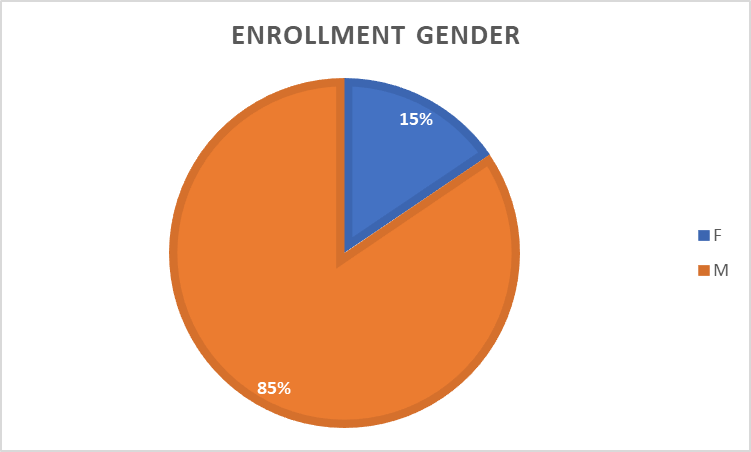 ENROLLMENT GENDER
15%
F
M
85%